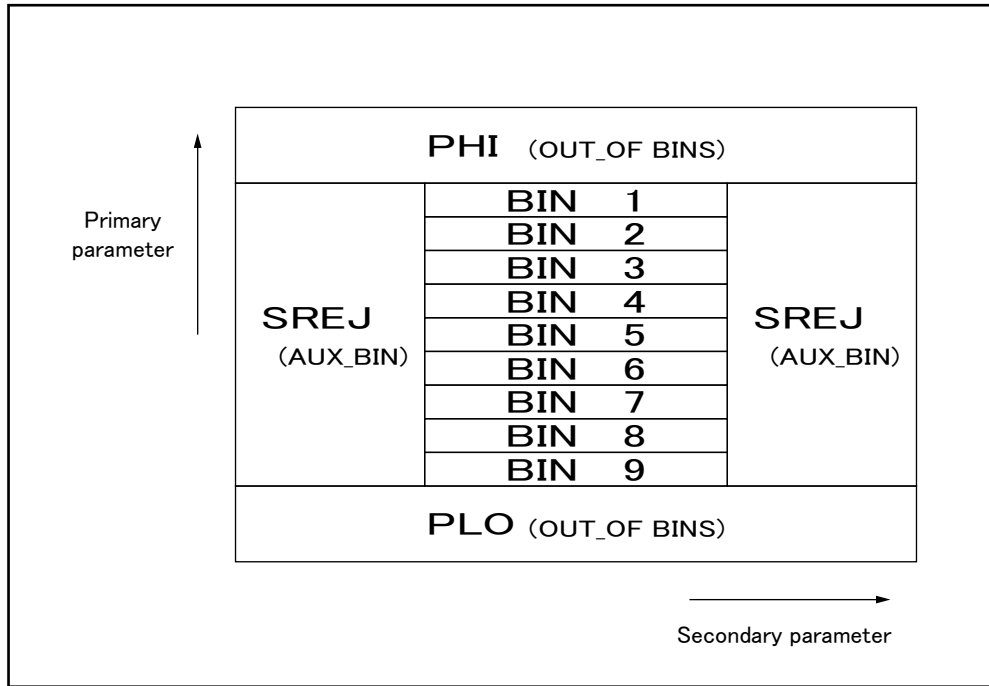 PHI (OUT_OF BINS)
Primary
parameter
BIN 1
BIN 2
BIN 3
BIN 4
BIN 5
BIN 6
BIN 7
BIN 8
BIN 9
SREJ
(AUX_BIN)
SREJ
(AUX_BIN)
PLO (OUT_OF BINS)
Secondary parameter